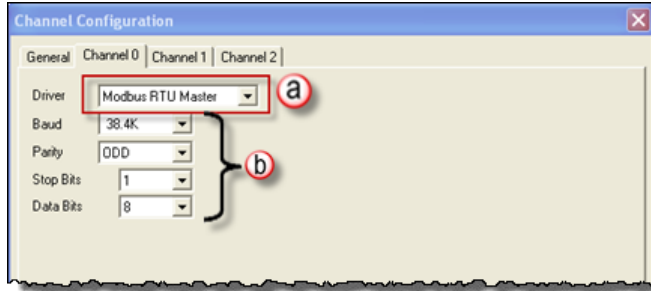 Channel Configuration
General Channel 0 Channel 1 Channel 2
Driver Modbus RTU Master a
Baud 38.4K
Parity ODD b
Stop Bits 1
Data Bits 8